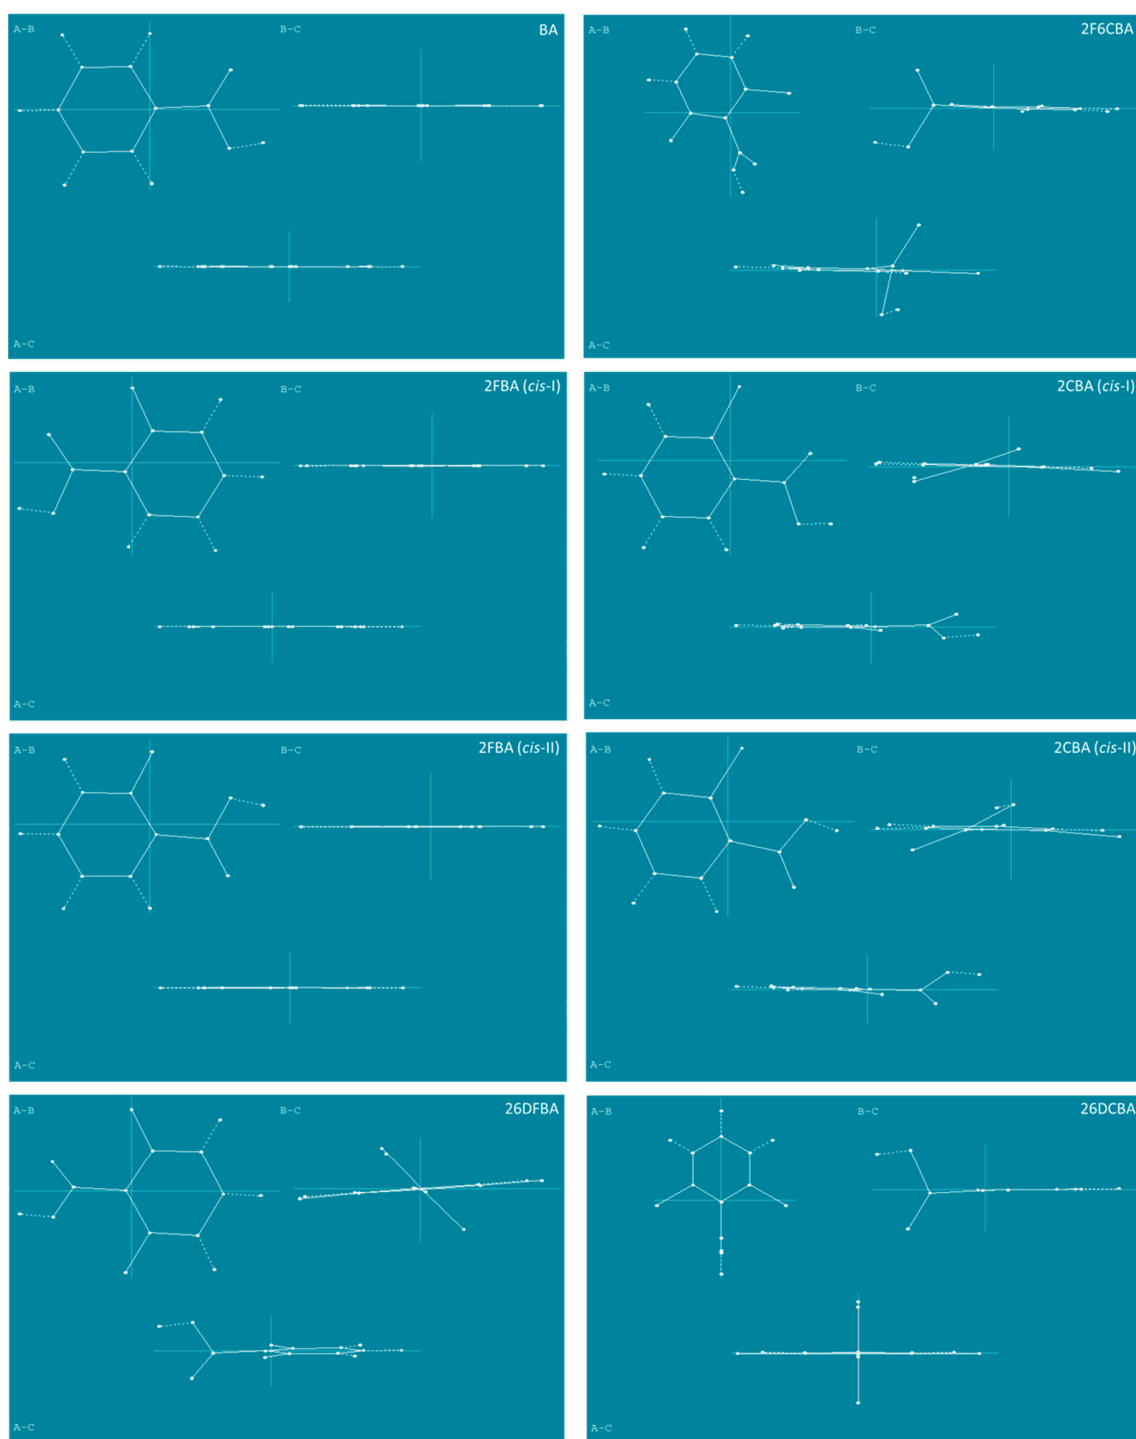 A-B B-C BA
A-C
A-B B-C 2F6CBA
A-C
A-B B-C 2FBA (cis-I)
A-C
A-B B-C 2CBA (cis-I)
A-C
A-B B-C 2FBA (cis-II)
A-C
A-B B-C 2CBA (cis-II)
A-C
A-B B-C 26DFBA
A-C
A-B B-C 26DCBA
A-C